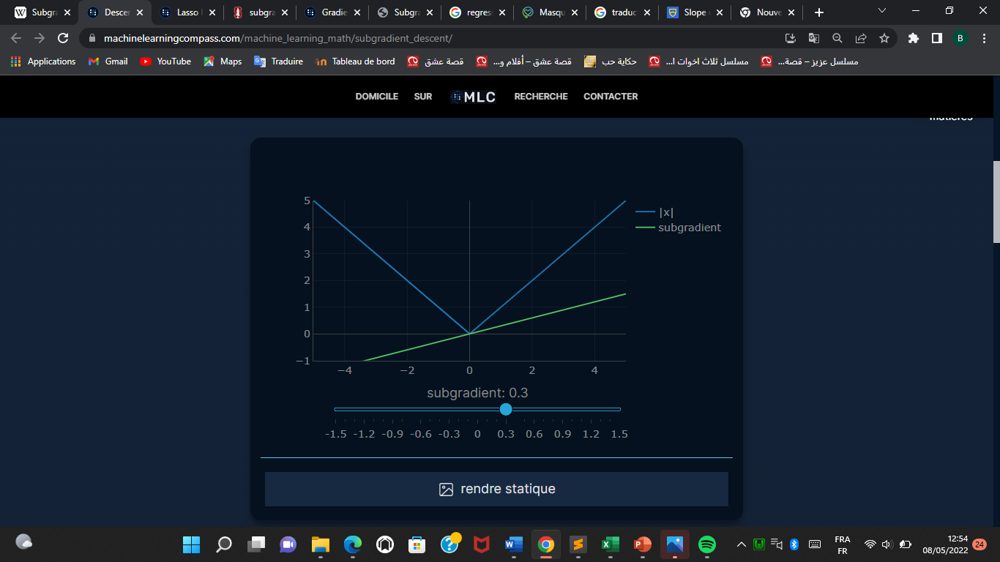 Subgra
Descen
Lasso
subgra
Gradie
Subgra
regres
Masqu
traduct
Slope
Nouve
machinelearningcompass.com/machine_learning_math/subgradient_descent/
B
Applications
Gmail
YouTube
Maps
Traduire
Tableau de bord
قصة عشق
قصة عشق – أفلام و...
حكاية حب
مسلسل ثلاث اخوات ا...
مسلسل عزيز – قصة...
DOMICILE
SUR
MLC
RECHERCHE
CONTACTER
matières
5
4
3
2
1
0
−1
−4
−2
0
2
4
|x|
subgradient
subgradient: 0.3
-1.5 -1.2 -0.9 -0.6 -0.3 0 0.3 0.6 0.9 1.2 1.5
rendre statique
FRA
FR
12:54
08/05/2022
24